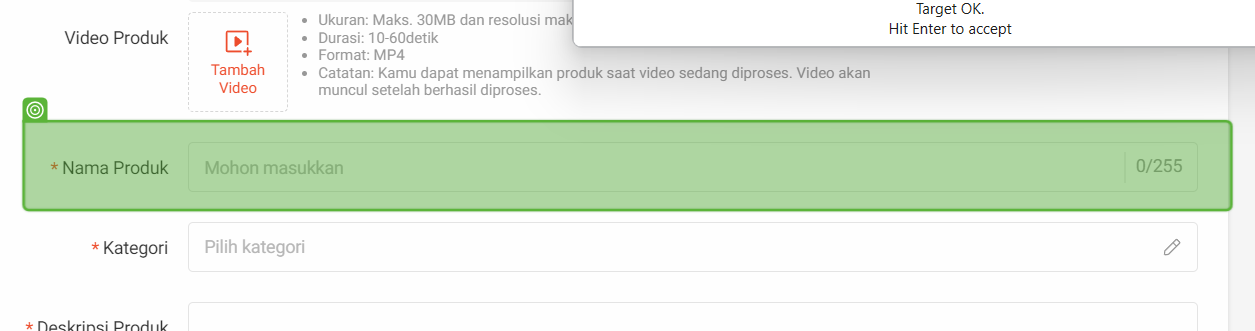 Target OK.
Hit Enter to accept
Video Produk
Tambah
Video
Ukuran: Maks. 30MB dan resolusi mak
Durasi: 10-60detik
Format: MP4
Catatan: Kamu dapat menampilkan produk saat video sedang diproses. Video akan
muncul setelah berhasil diproses.
* Nama Produk
Mohon masukkan
0/255
* Kategori
Pilih kategori
* Deskripsi Produk